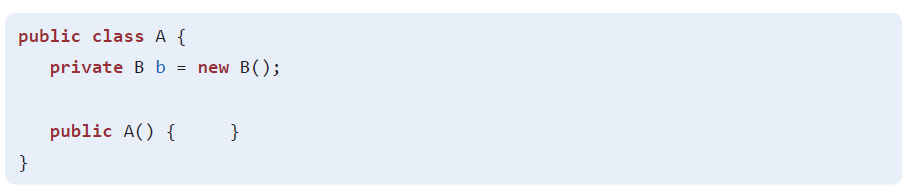 public class A {
   private B b = new B();

   public A() {     }
}